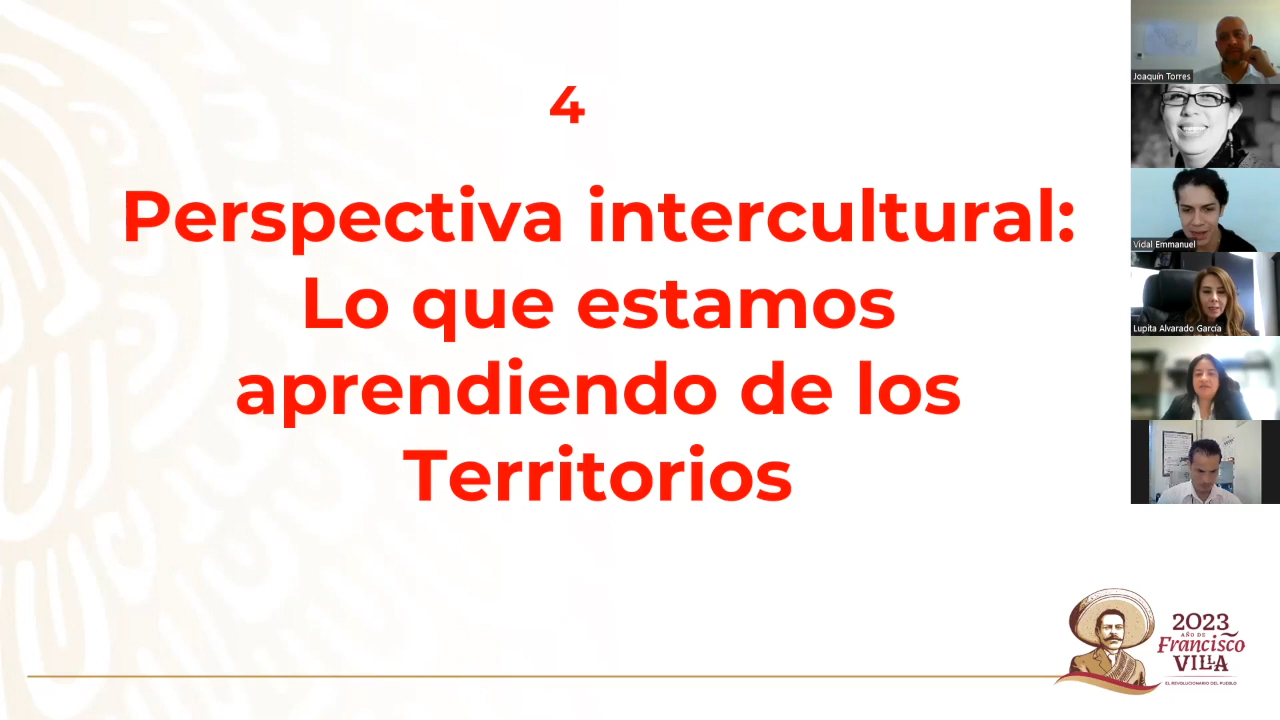 4
Perspectiva intercultural:
Lo que estamos
aprendiendo de los
Territorios
Joaquín Torres
Vidal Emmanuel
Lupita Alvarado García
2023
AÑO DE
Francisco
VILLA
EL REVOLUCIONARIO DEL PUEBLO